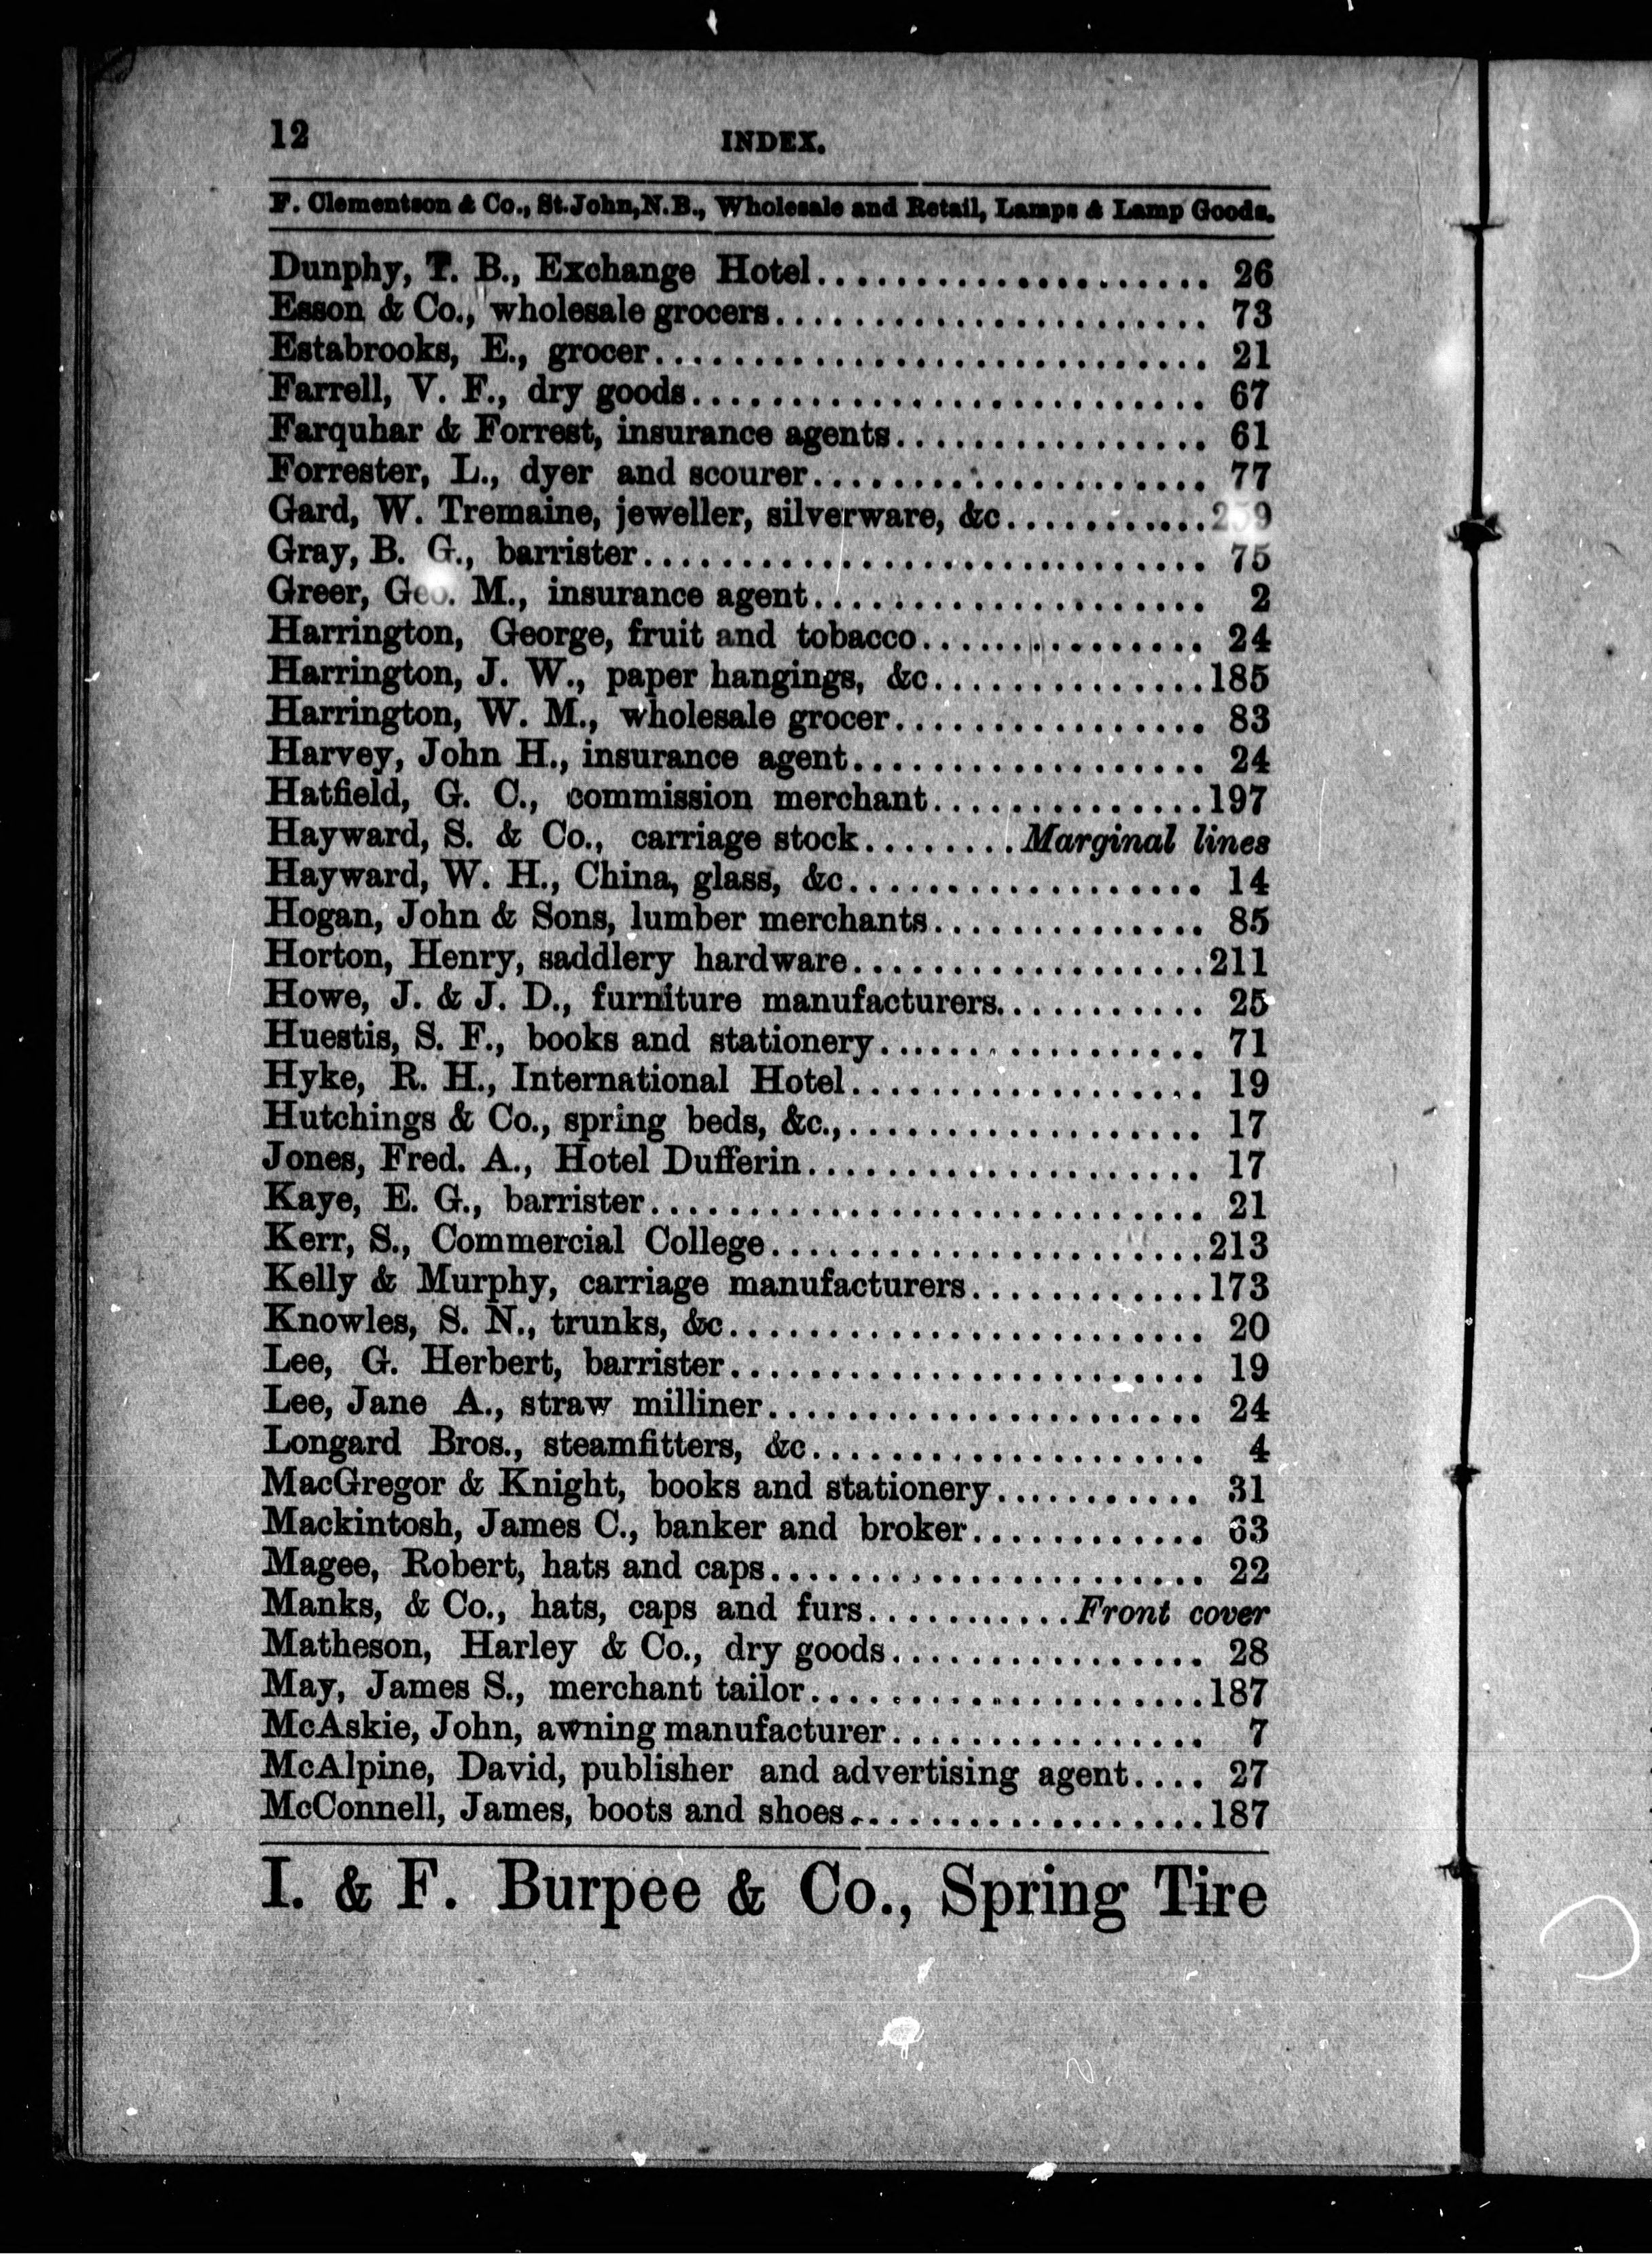 12 INDEX.
F. Clementson & Co., St.John,N.B., Wholesale and Retail, Lamps & Lamp Goods.
Dunphy, T. B., Exchange Hotel.................... 26
Esson & Co., wholesale grocers...................... 73
Estabrooks, E., grocer............................ 21
Farrell, V. F., dry goods.......................... 67
Farquhar & Forrest, insurance agents................ 61
Forrester, L., dyer and scourer.................... 77
Gard, W. Tremaine, jeweller, silverware, &c...........
Gray, B. G., barrister............................. 75
Greer, Geo. M., insurance agent.................... 2
Harrington, George, fruit and tobacco............... 24
Harrington, J. W., paper hangings, &c..............185
Harrington, W. M., wholesale grocer................ 83
Harvey, John H., insurance agent.................. 24
Hatfield, G. C., commission merchant..............197
Hayward, S. & Co., carriage stock........Marginal lines
Hayward, W. H., China, glass, &c.................. 14
Hogan, John & Sons, lumber merchants.............. 85
Horton, Henry, saddlery hardware..................211
Howe, J. & J. D., furniture manufacturers........... 25
Huestis, S. F., books and stationery................. 71
Hyke, R. H., International Hotel.................. 19
Hutchings & Co., spring beds, &c.,.................. 17
Jones, Fred. A., Hotel Dufferin.................... 17
Kaye, E. G., barrister............................ 21
Kerr, S., Commercial College......................213
Kelly & Murphy, carriage manufacturers............173
Knowles, S. N., trunks, &c........................ 20
Lee, G. Herbert, barrister........................ 19
Lee, Jane A., straw milliner...................... 24
Longard Bros., steamfitters, &c.................... 4
MacGregor & Knight, books and stationery........... 31
Mackintosh, James C., banker and broker............ 63
Magee, Robert, hats and caps...................... 22
Manks, & Co., hats, caps and furs...........Front cover
Matheson, Harley & Co., dry goods................ 28
May, James S., merchant tailor....................187
McAskie, John, awning manufacturer................ 7
McAlpine, David, publisher and advertising agent.... 27
McConnell, James, boots and shoes..................187
I. & F. Burpee & Co., Spring Tire